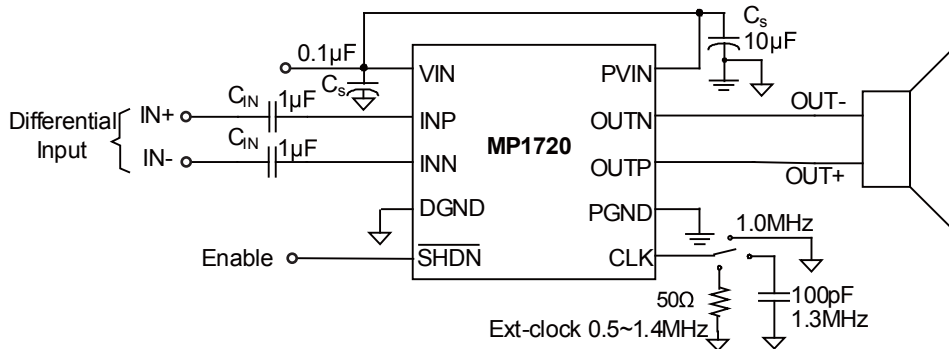 Cs
10µF
0.1µF
Cs
VIN
PVIN
CIN
1µF
Differential
Input
IN+
INP
OUTN
OUT-
MP1720
CIN
1µF
IN-
INN
OUTP
OUT+
DGND
PGND
1.0MHz
Enable
SHDN
CLK
50Ω
100pF
1.3MHz
Ext-clock 0.5~1.4MHz